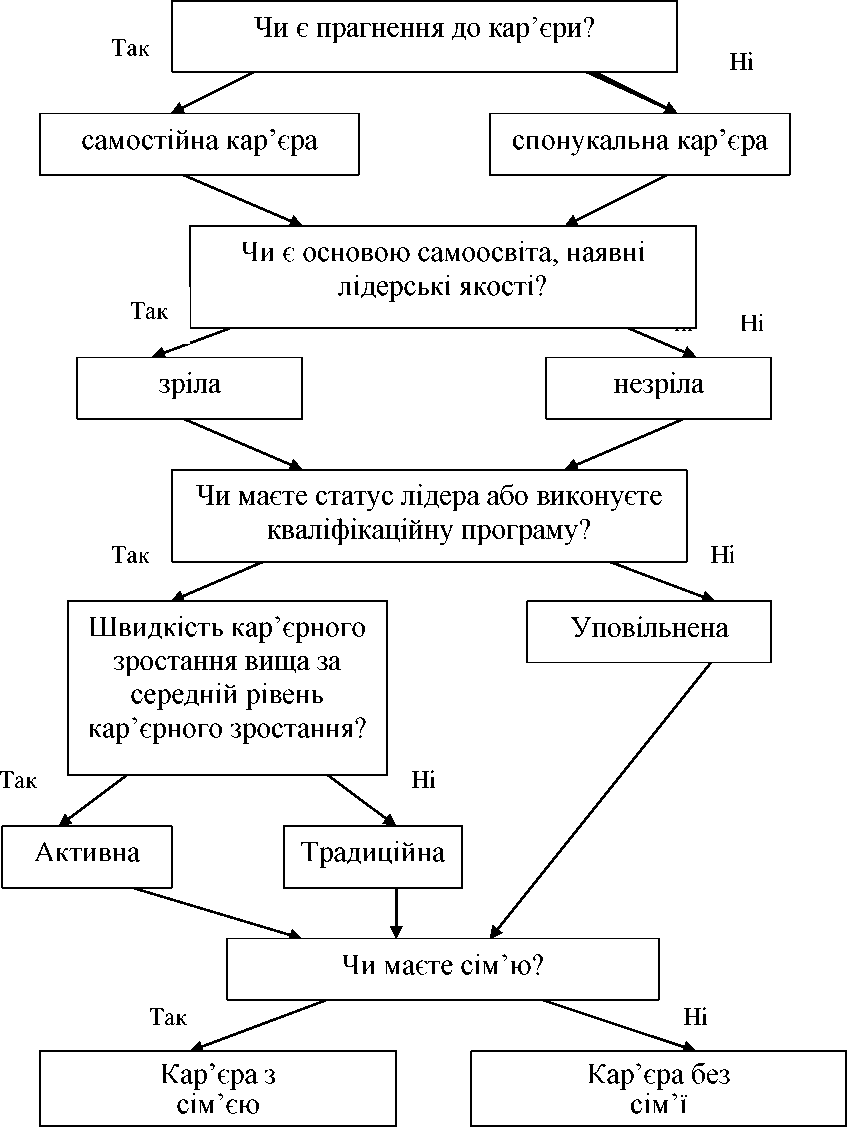 Чи є прагнення до кар’єри?
Так
Ні
самостійна кар’єра
спонукальна кар’єра
Чи є основою самоосвіта, наявні
лідерські якості?
Так
Ні
зріла
незріла
Чи маєте статус лідера або виконуєте
кваліфікаційну програму?
Так
Ні
Швидкість кар’єрного
зростання вища за
середній рівень
кар’єрного зростання?
Уповільнена
Так
Ні
Активна
Традиційна
Чи маєте сім’ю?
Так
Ні
Кар’єра з
сім’єю
Кар’єра без
сім’ї